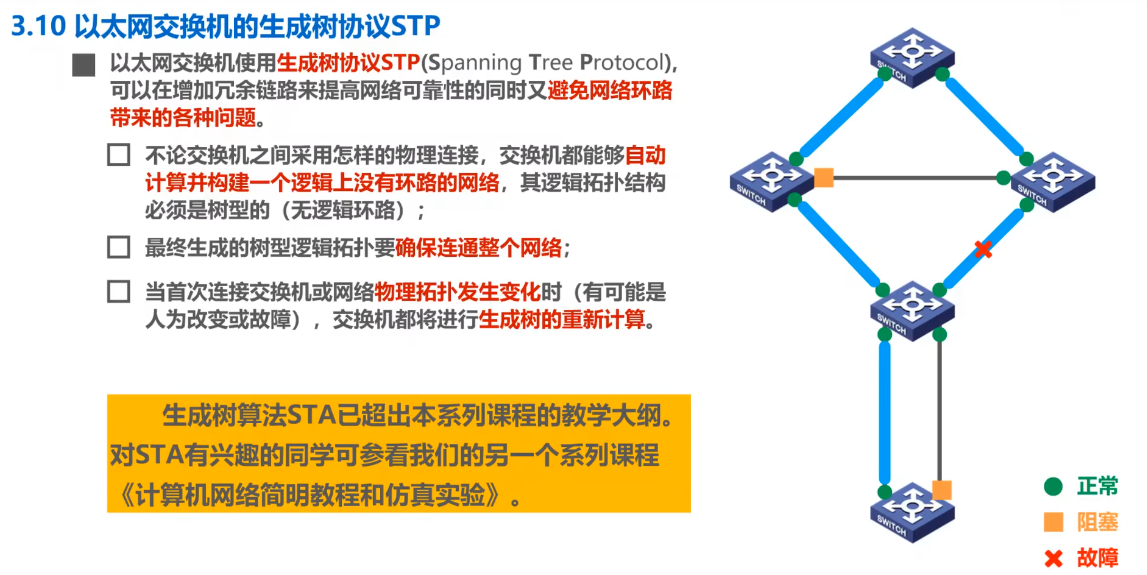 3.10 以太网交换机的生成树协议STP
以太网交换机使用生成树协议STP(Spanning Tree Protocol),
可以在增加冗余链路来提高网络可靠性的同时又避免网络环路
带来的各种问题。
不论交换机之间采用怎样的物理连接，交换机都能够自动
计算并构建一个逻辑上没有环路的网络，其逻辑拓扑结构
必须是树型的（无逻辑环路）；
最终生成的树型逻辑拓扑要确保连通整个网络；
当首次连接交换机或网络物理拓扑发生变化时（有可能是
人为改变或故障），交换机都将进行生成树的重新计算。
生成树算法STA已超出本系列课程的教学大纲。
对STA有兴趣的同学可参看我们的另一个系列课程
《计算机网络简明教程和仿真实验》。
SWITCH
SWITCH
SWITCH
SWITCH
SWITCH
正常
阻塞
故障